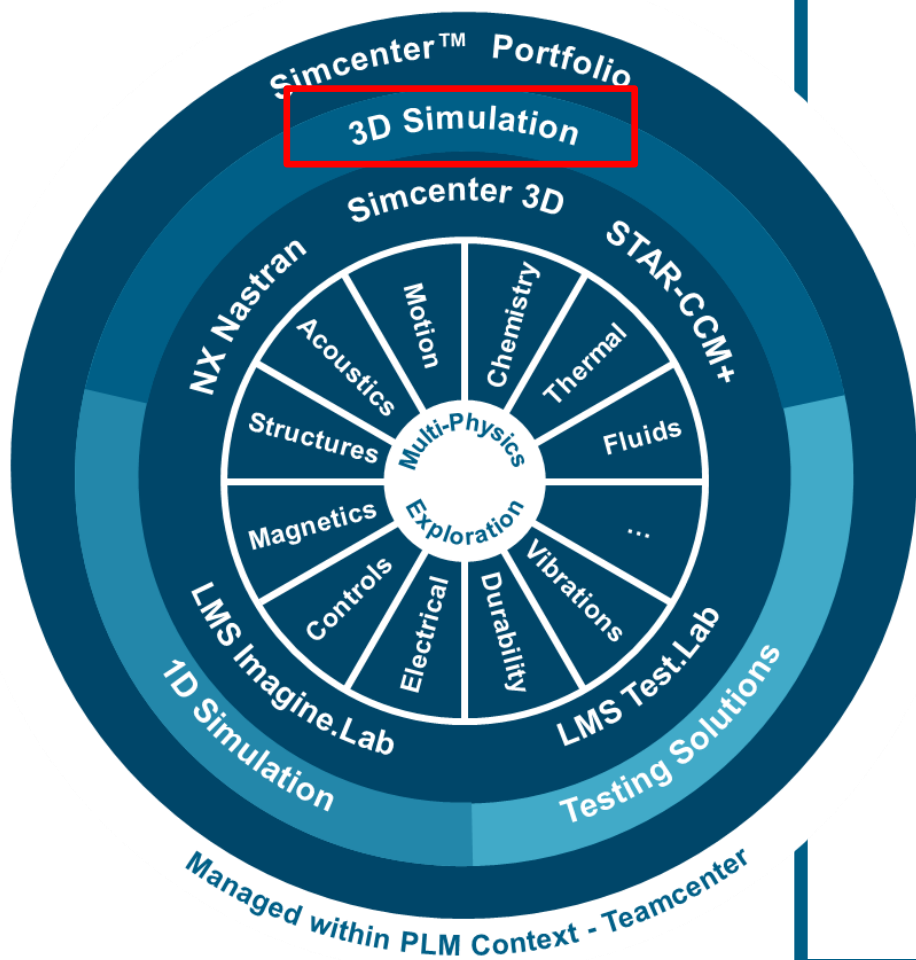 Simcenter™ Portfolio
3D Simulation
Simcenter 3D
NX Nastran
STAR-CCM+
Motion
Chemistry
Acoustics
Thermal
Structures
Fluids
Multi-Physics
Exploration
Magnetics
...
Controls
Vibrations
Electrical
Durability
LMS Imagine.Lab
LMS Test.Lab
1D Simulation
Testing Solutions
Managed within PLM Context - Teamcenter